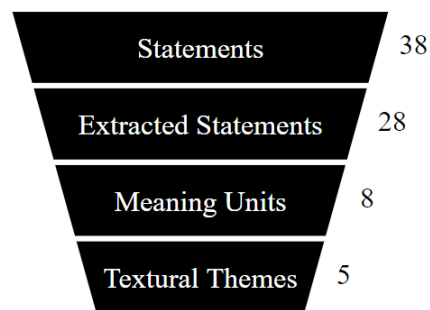 Statements 38
Extracted Statements 28
Meaning Units 8
Textural Themes 5